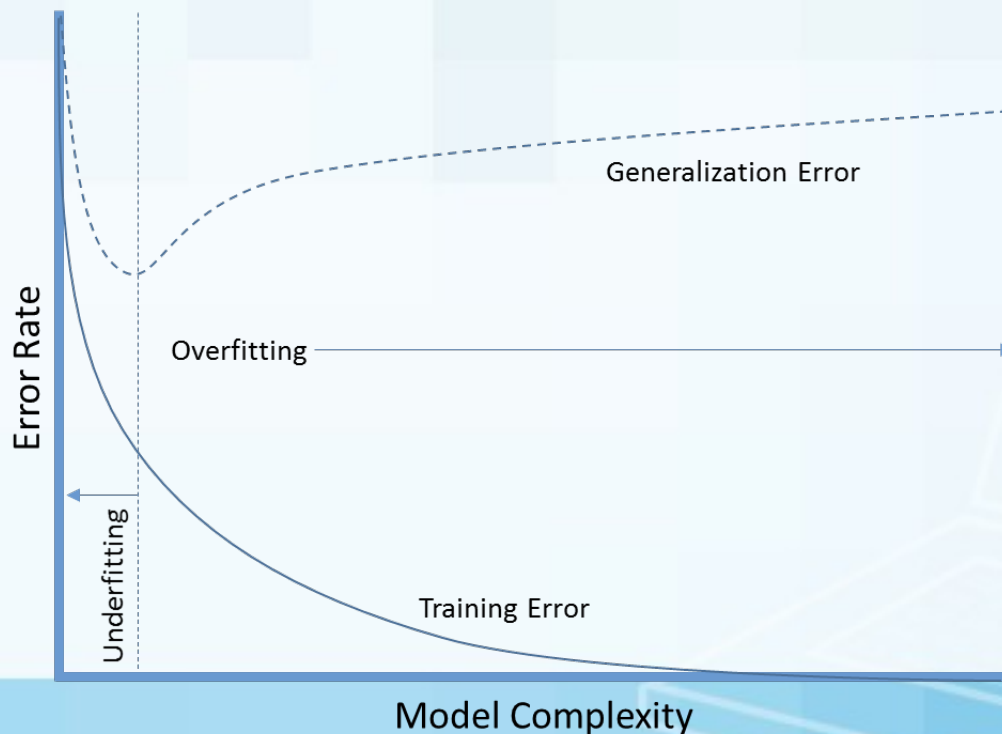 Generalization Error
Error Rate
Overfitting
Underfitting
Training Error
Model Complexity